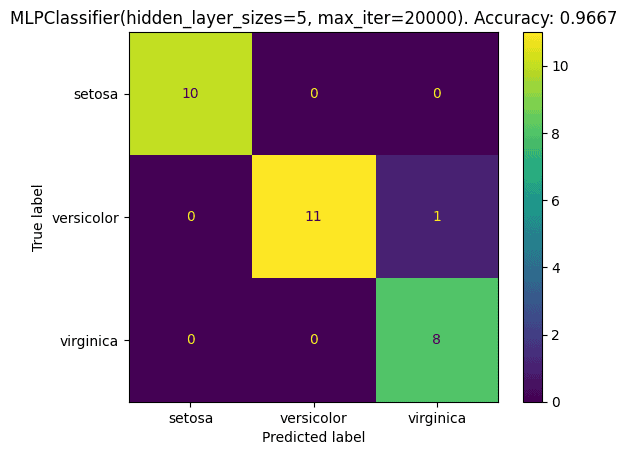 MLPClassifier(hidden_layer_sizes=5, max_iter=20000). Accuracy: 0.9667
True label
setosa 10 0 0
versicolor 0 11 1
virginica 0 0 8
setosa versicolor virginica
Predicted label
10
8
6
4
2
0